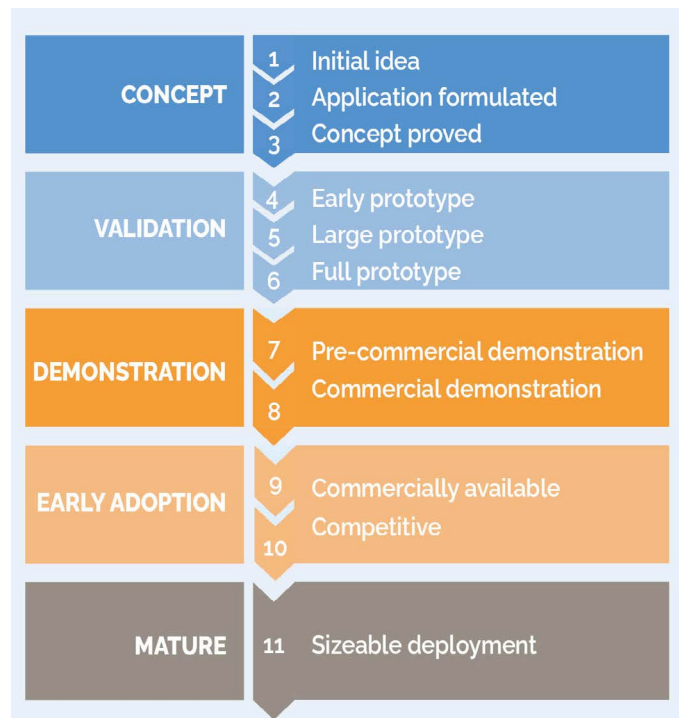 CONCEPT
1 Initial idea
2 Application formulated
3 Concept proved
VALIDATION
4 Early prototype
5 Large prototype
6 Full prototype
DEMONSTRATION
7 Pre-commercial demonstration
8 Commercial demonstration
EARLY ADOPTION
9 Commercially available
10 Competitive
MATURE
11 Sizeable deployment